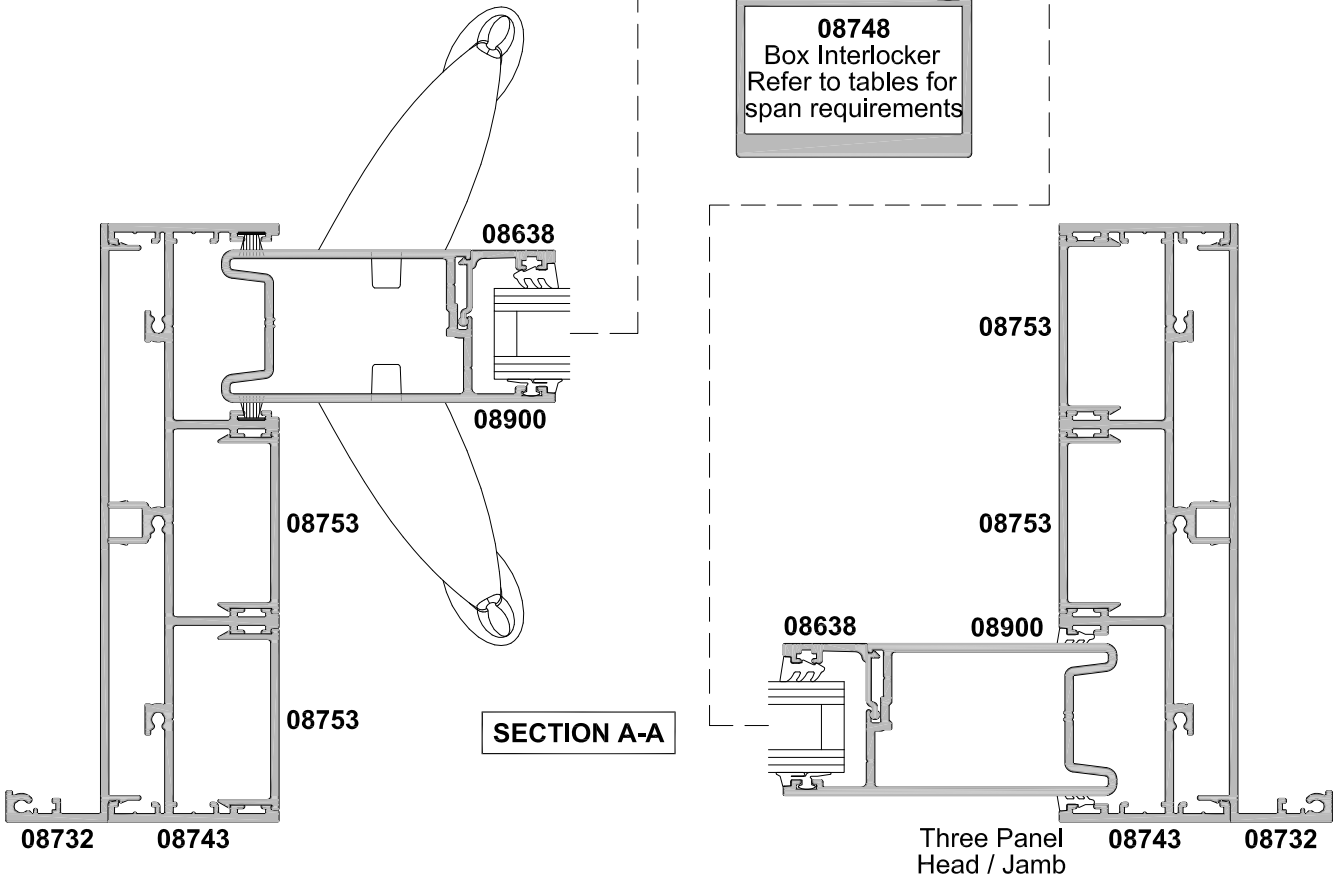 08748
Box Interlocker
Refer to tables for
span requirements
08638
08900
08753
08753
08753
08753
SECTION A-A
08638
08900
08732
08743
Three Panel
Head / Jamb
08743
08732